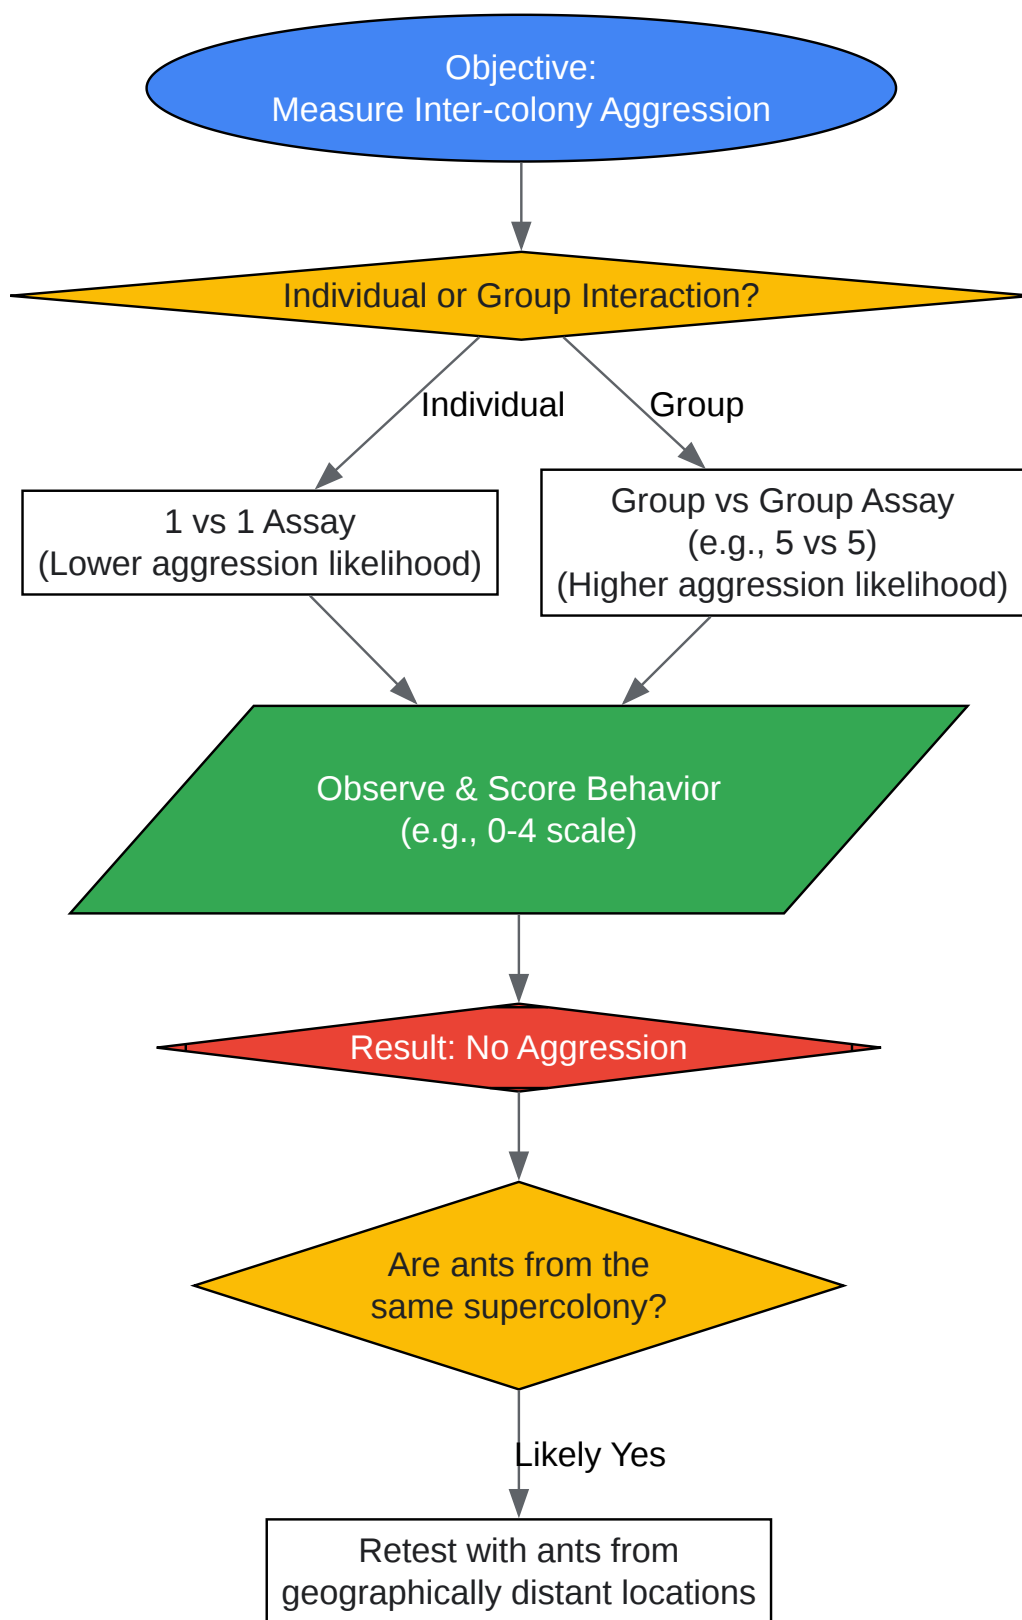 Objective:
Measure Inter-colony Aggression
Individual or Group Interaction?
Individual
Group
1 vs 1 Assay
(Lower aggression likelihood)
Group vs Group Assay
(e.g., 5 vs 5)
(Higher aggression likelihood)
Observe & Score Behavior
(e.g., 0-4 scale)
Result: No Aggression
Are ants from the
same supercolony?
Likely Yes
Retest with ants from
geographically distant locations